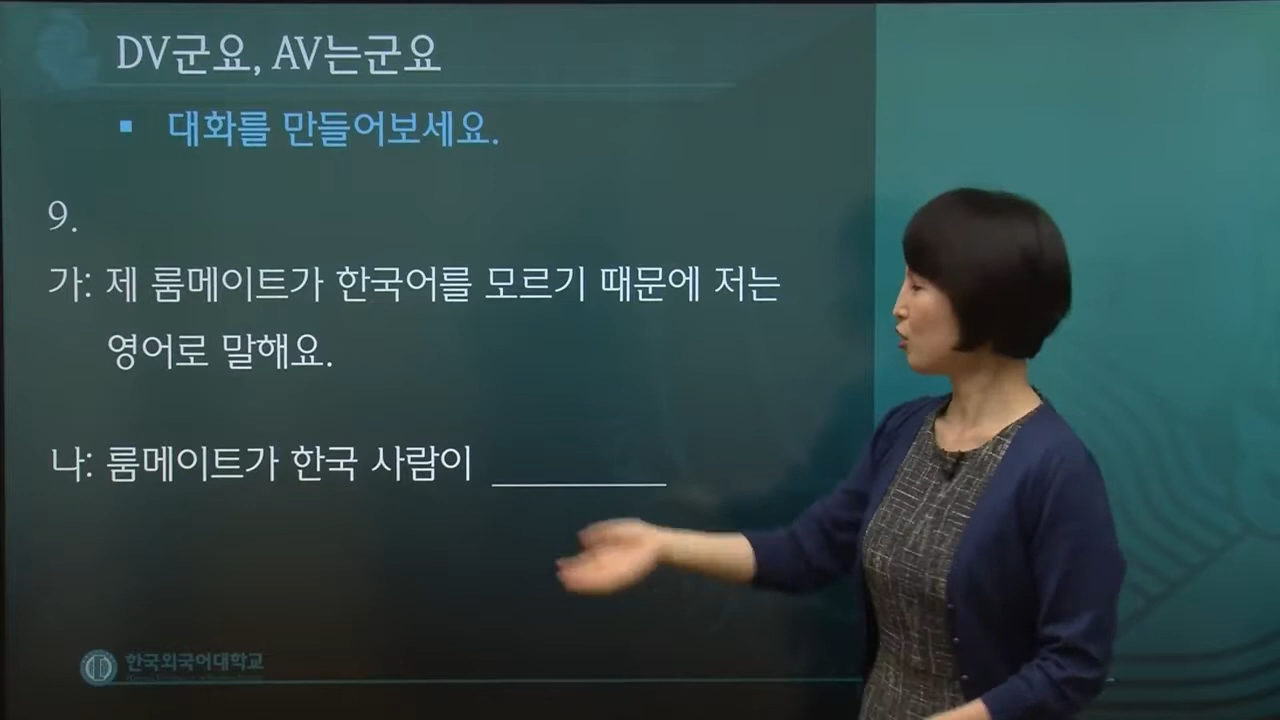 DV군요, AV는군요
▪ 대화를 만들어보세요.
9.
가: 제 룸메이트가 한국어를 모르기 때문에 저는
영어로 말해요.
나: 룸메이트가 한국 사람이 ________
한국외국어대학교